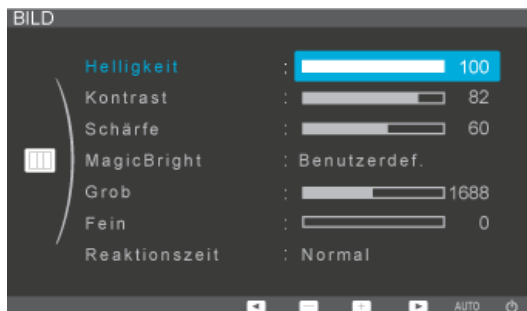 BILD
Helligkeit : 100
Kontrast : 82
Schärfe : 60
MagicBright : Benutzerdef.
Grob : 1688
Fein : 0
Reaktionszeit : Normal
AUTO